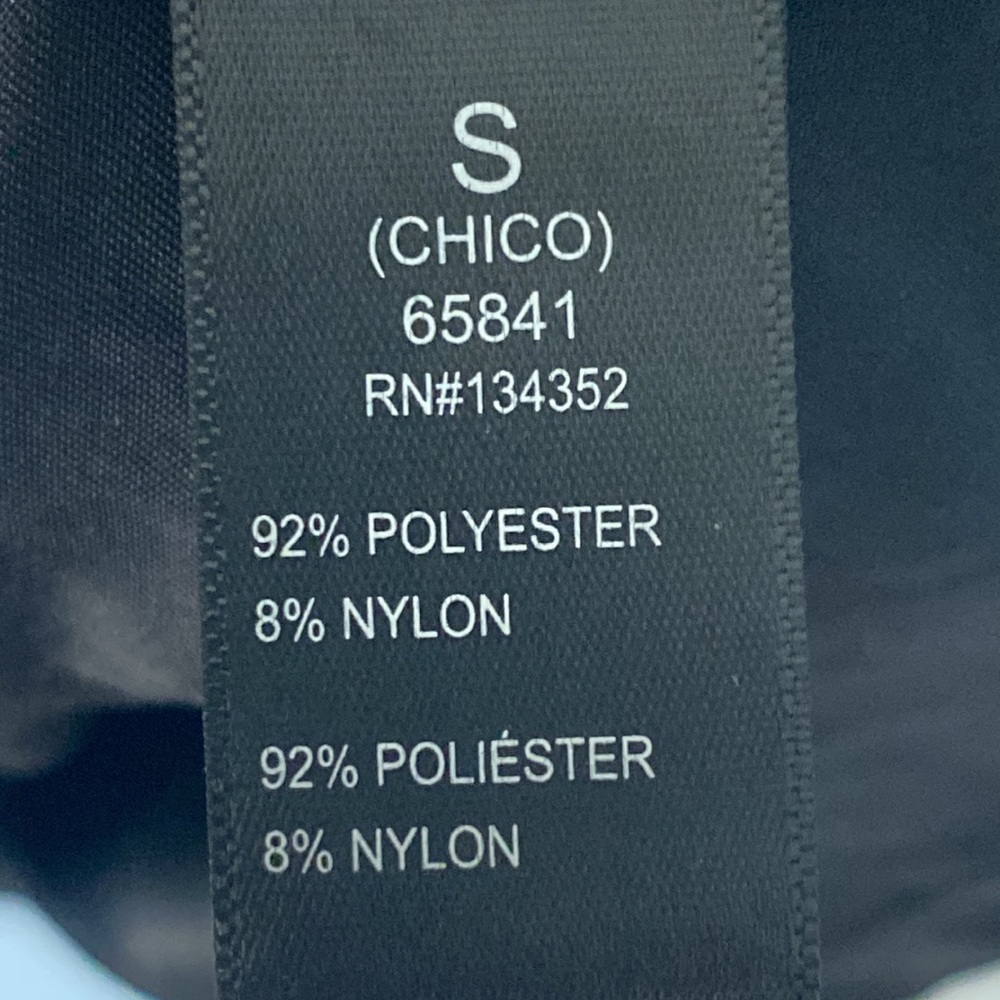 S
(CHICO)
65841
RN#134352
92% POLYESTER
8% NYLON
92% POLIÉSTER
8% NYLON